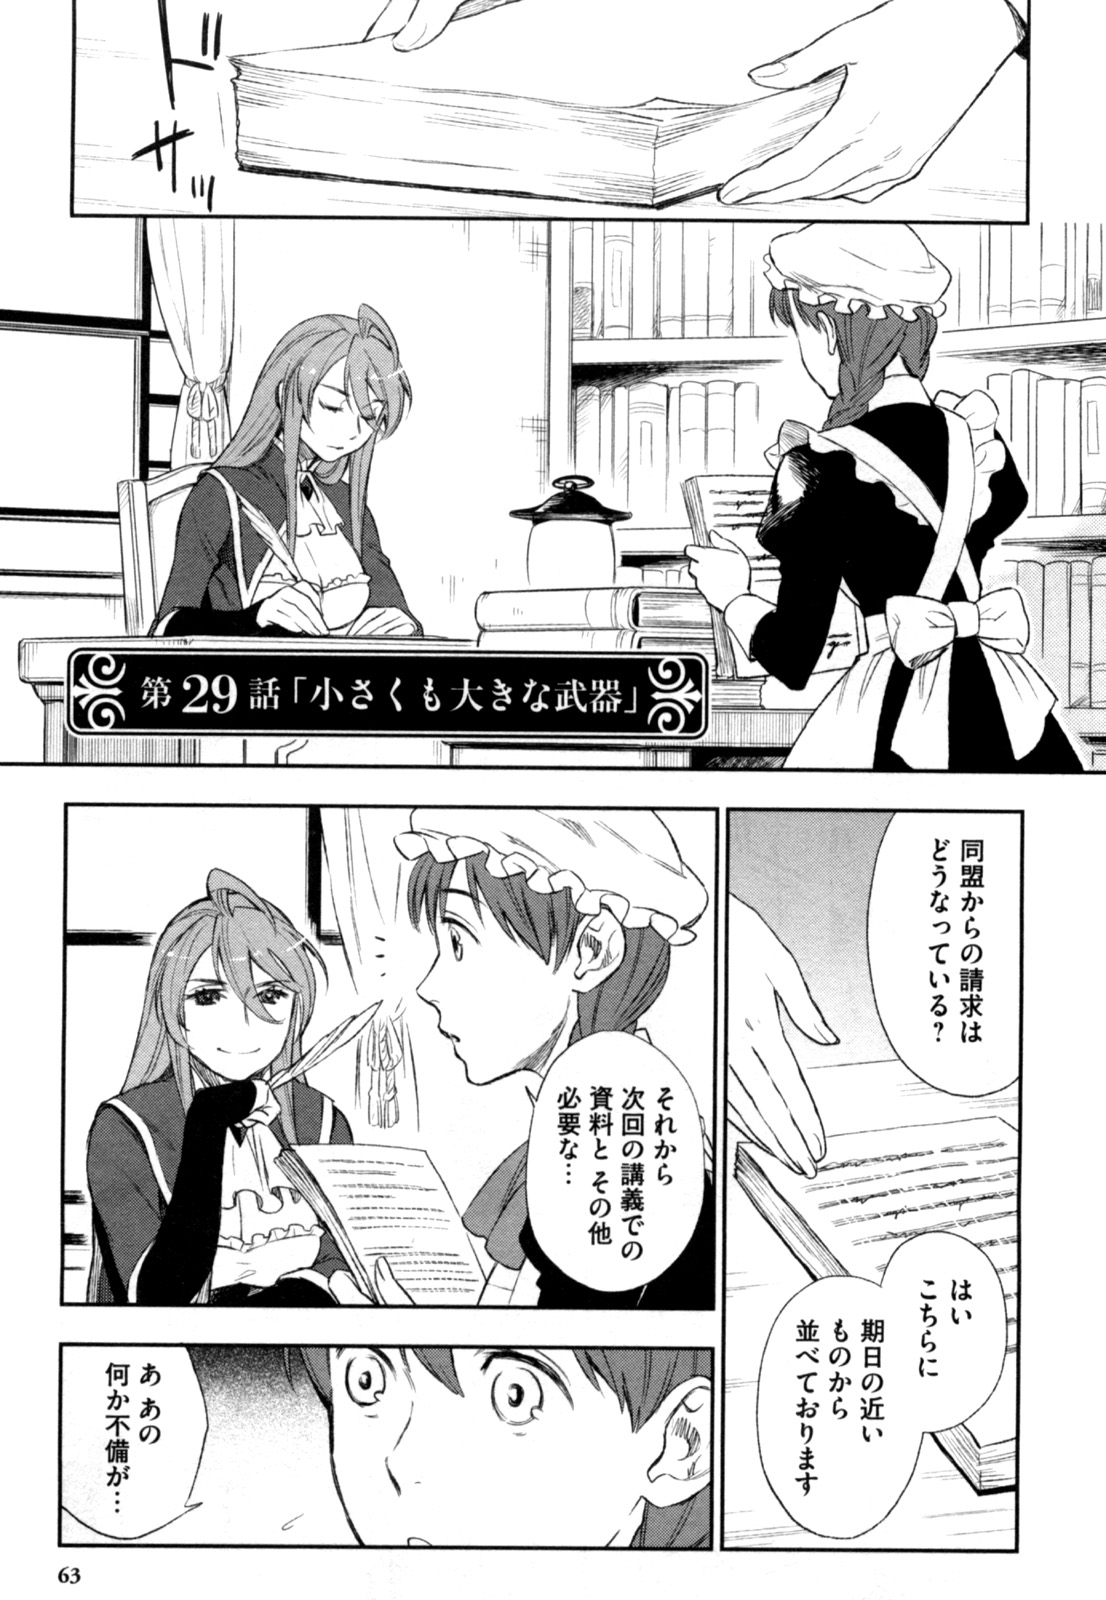 ドサッ
第29話「小さくも大きな武器」
同盟からの請求は
どうなっている?
はい
こちらに
期日の近い
ものから
並べております
それから
次回の講義での
資料と その他
必要な…
あ あの
何か不備が…
63